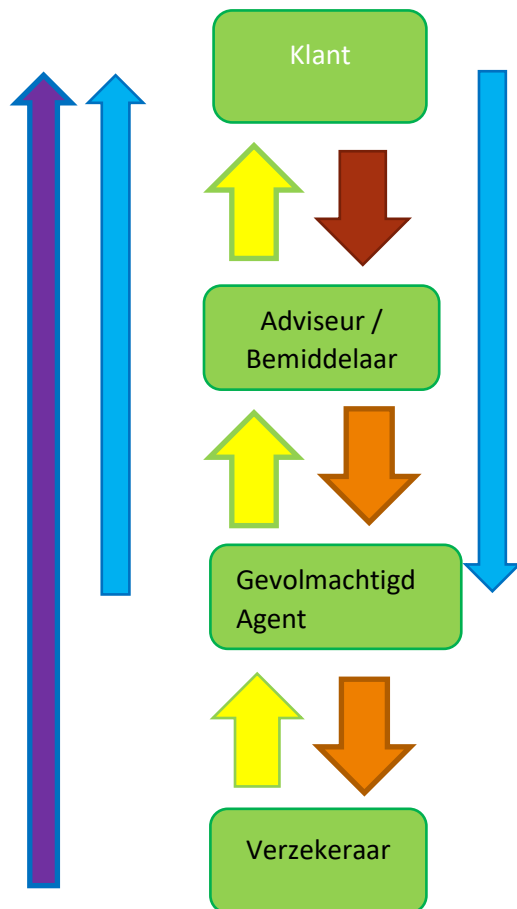 Klant
Adviseur /
Bemiddelaar
Gevolmachtigd
Agent
Verzekeraar